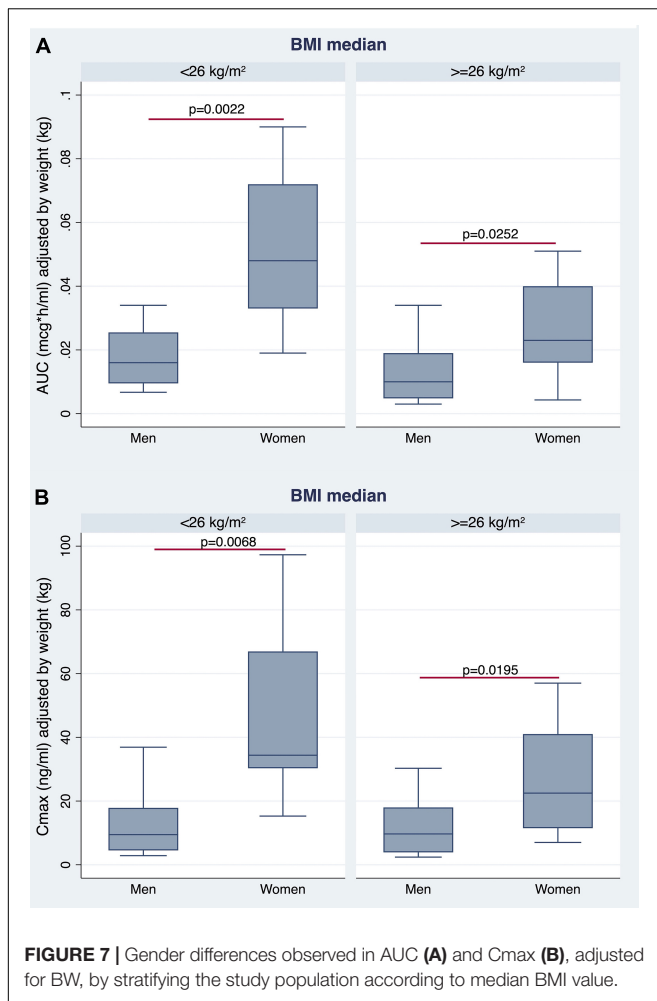 A
BMI median
<26 kg/m²
>=26 kg/m²
AUC (mcg*h/ml) adjusted by weight (kg)
.1
.08
.06
.04
.02
0
p=0.0022
p=0.0252
Men
Women
Men
Women
B
BMI median
<26 kg/m²
>=26 kg/m²
Cmax (ng/ml) adjusted by weight (kg)
100
80
60
40
20
0
p=0.0068
p=0.0195
Men
Women
Men
Women
FIGURE 7 | Gender differences observed in AUC (A) and Cmax (B), adjusted
for BW, by stratifying the study population according to median BMI value.